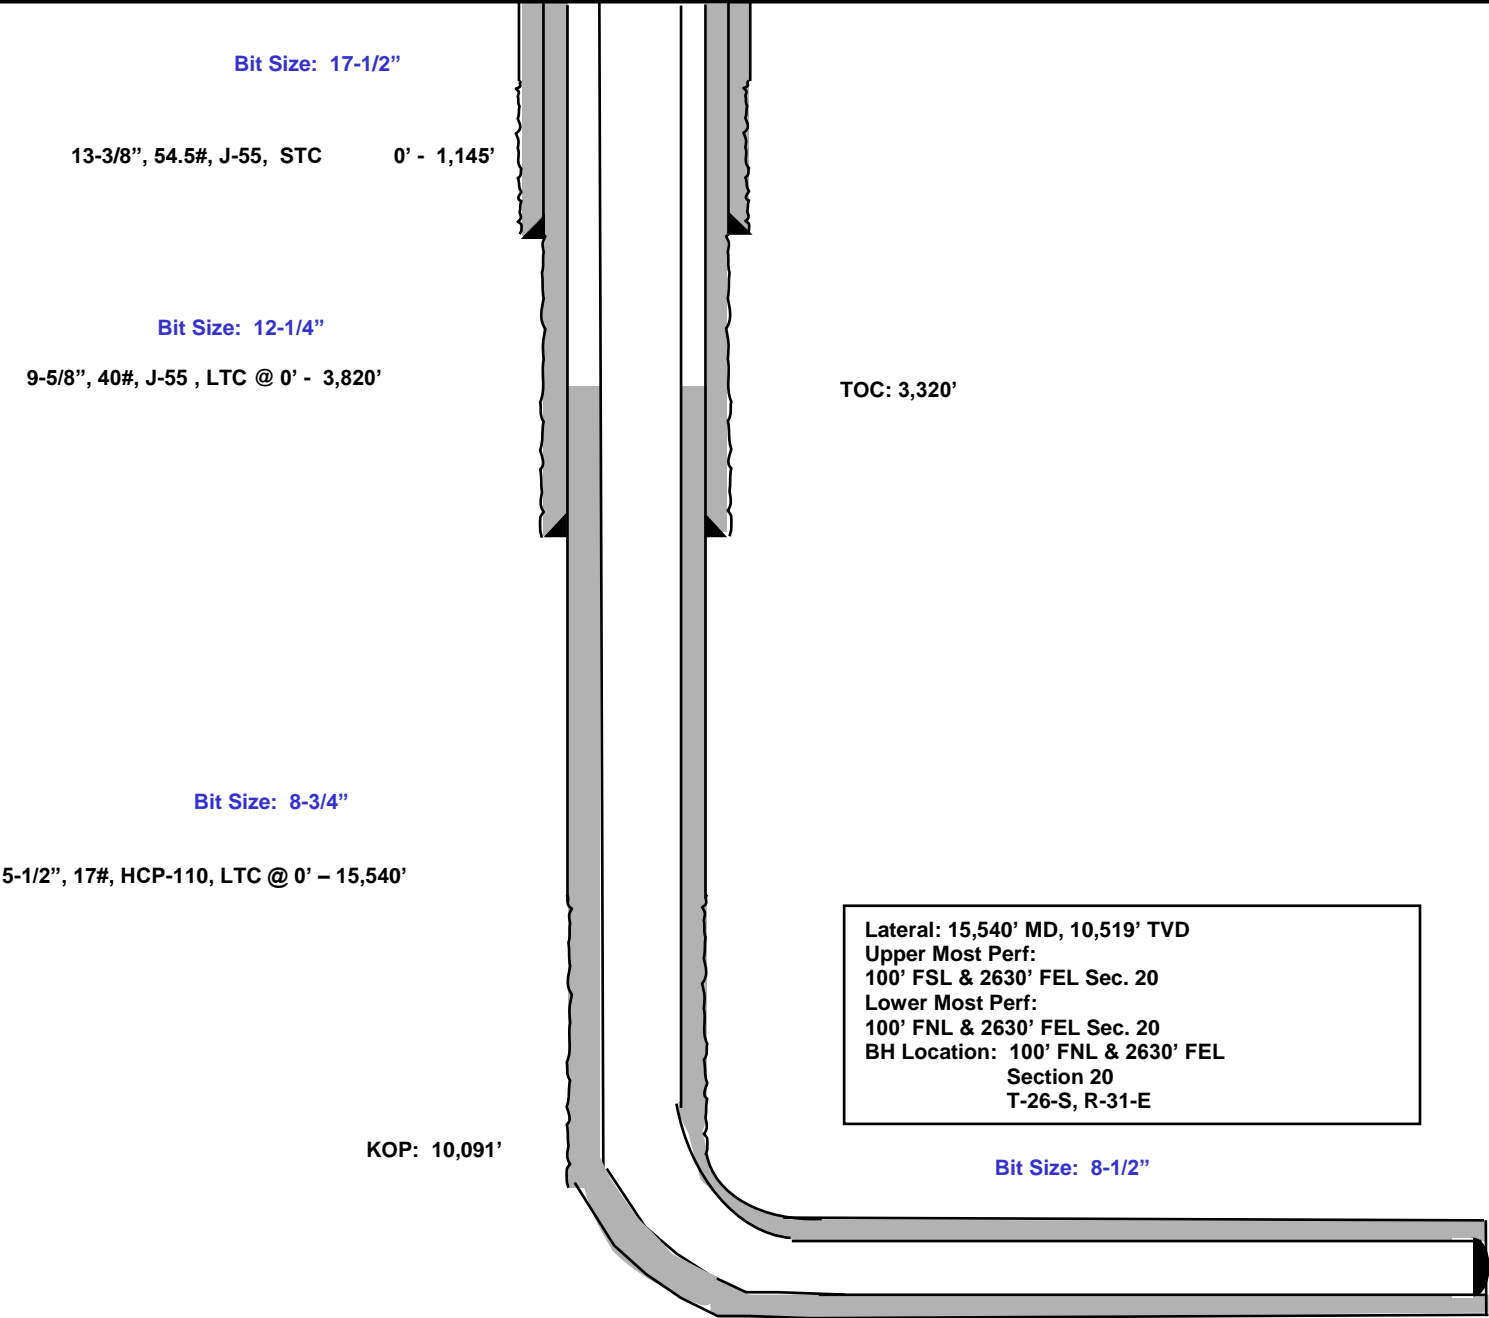 Bit Size: 17-1/2”
13-3/8”, 54.5#, J-55, STC 0’ - 1,145’
Bit Size: 12-1/4”
9-5/8”, 40#, J-55 , LTC @ 0’ - 3,820’
TOC: 3,320’
Bit Size: 8-3/4”
5-1/2”, 17#, HCP-110, LTC @ 0’ – 15,540’
Lateral: 15,540’ MD, 10,519’ TVD
Upper Most Perf:
100’ FSL & 2630’ FEL Sec. 20
Lower Most Perf:
100’ FNL & 2630’ FEL Sec. 20
BH Location: 100’ FNL & 2630’ FEL
Section 20
T-26-S, R-31-E
KOP: 10,091’
Bit Size: 8-1/2”